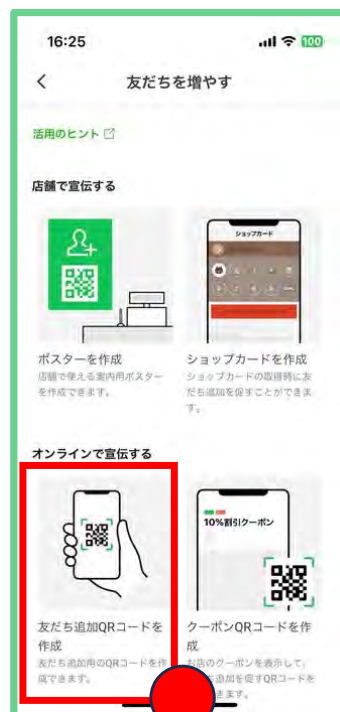 16:25
100
友だちを増やす
活用のヒント
店舗で宣伝する
ショップカード
ポスターを作成
店舗で使える案内用ポスター
を作成できます。
ショップカードを作成
ショップカードの取得時に友
だち追加を促すことができま
す。
オンラインで宣伝する
10%割引クーポン
友だち追加QRコードを
作成
友だち追加用のQRコードを作
成できます。
クーポンQRコードを作
成
お店のクーポンを表示して、
ち追加を促すQRコードを
きます。